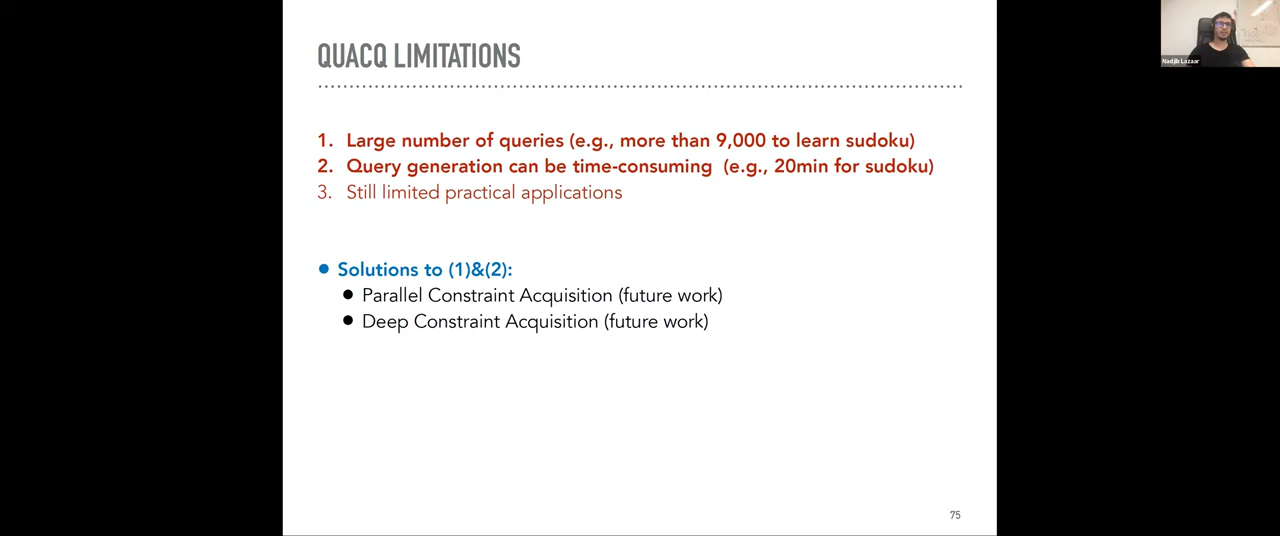 QUACQ LIMITATIONS
1. Large number of queries (e.g., more than 9,000 to learn sudoku)
2. Query generation can be time-consuming (e.g., 20min for sudoku)
3. Still limited practical applications
• Solutions to (1)&(2):
• Parallel Constraint Acquisition (future work)
• Deep Constraint Acquisition (future work)
75
Nadjib Lazaar